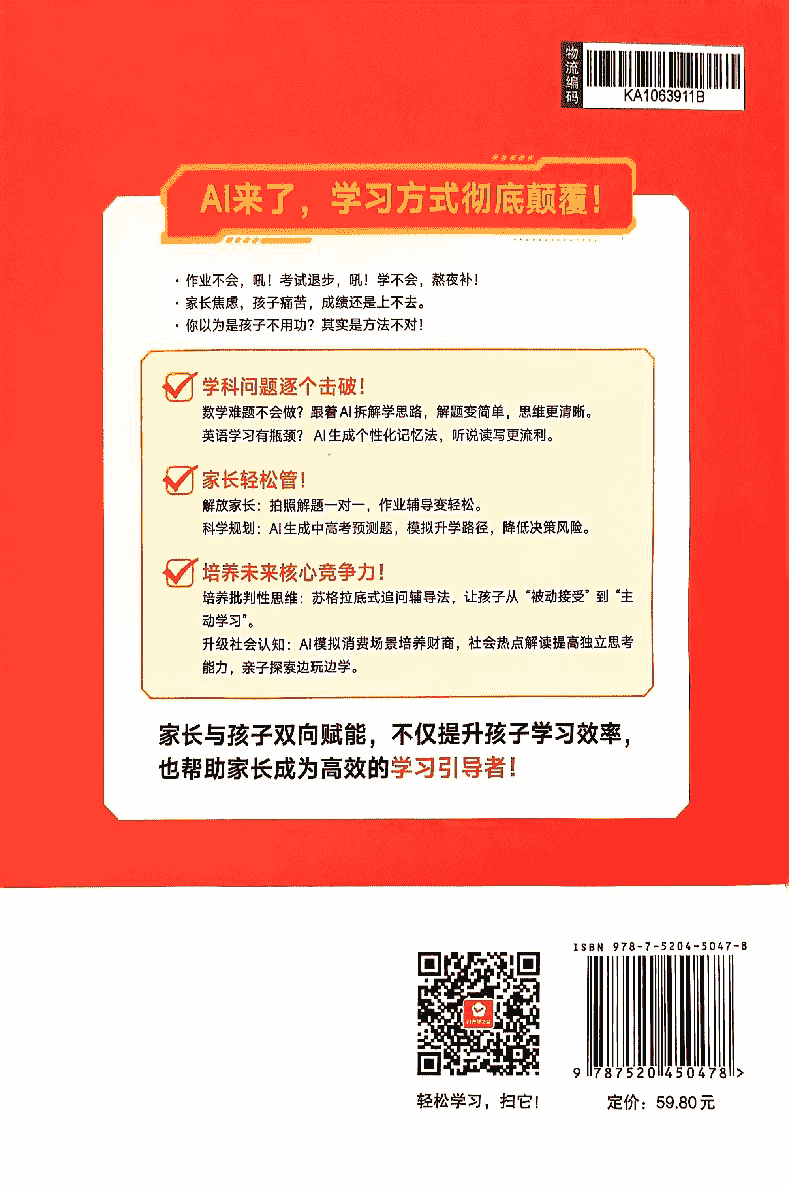 物流编码
KA1063911B
AI来了，学习方式彻底颠覆！
·作业不会，吼！考试退步，吼！学不会，熬夜补！
·家长焦虑，孩子痛苦，成绩还是上不去。
·你以为是孩子不用功？其实是方法不对！
学科问题逐个击破！
数学难题不会做？跟着AI拆解学思路，解题变简单，思维更清晰。
英语学习有瓶颈？AI生成个性化记忆法，听说读写更流利。
家长轻松管！
解放家长：拍照解题一对一，作业辅导变轻松。
科学规划：AI生成中高考预测题，模拟升学路径，降低决策风险。
培养未来核心竞争力！
培养批判性思维：苏格拉底式追问辅导法，让孩子从“被动接受”到“主
动学习”。
升级社会认知：AI模拟消费场景培养财商，社会热点解读提高独立思考
能力，亲子探索边玩边学。
家长与孩子双向赋能，不仅提升孩子学习效率，
也帮助家长成为高效的学习引导者！
ISBN 978-7-5204-5047-8
9 787520 450478 >
轻松学习，扫它！
定价：59.80元